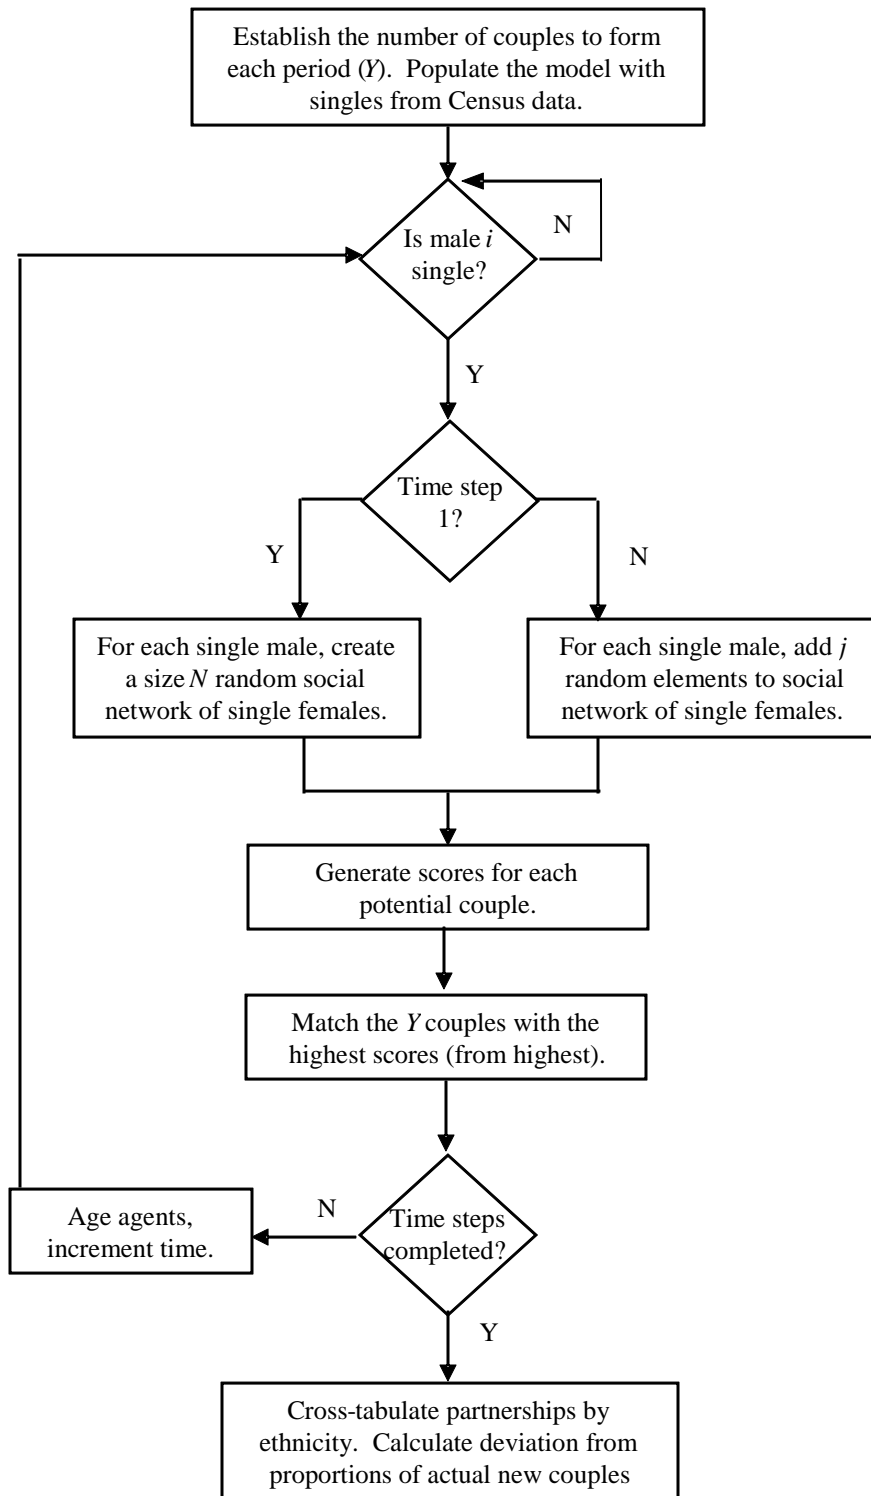 Establish the number of couples to form
each period (Y). Populate the model with
singles from Census data.
N
Is male i
single?
Y
Time step
1?
Y
N
For each single male, create
a size N random social
network of single females.
For each single male, add j
random elements to social
network of single females.
Generate scores for each
potential couple.
Match the Y couples with the
highest scores (from highest).
N
Age agents,
increment time.
Time steps
completed?
Y
Cross-tabulate partnerships by
ethnicity. Calculate deviation from
proportions of actual new couples